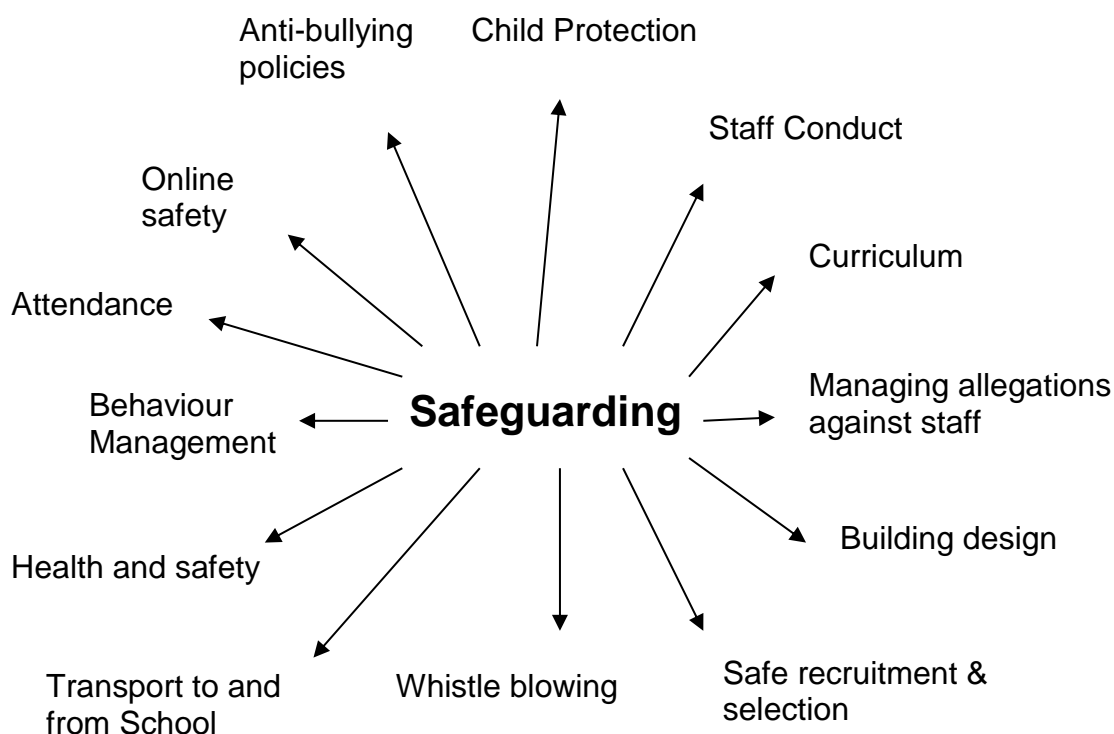 Anti-bullying
policies
Child Protection
Staff Conduct
Online
safety
Curriculum
Attendance
Managing allegations
against staff
Behaviour
Management
Safeguarding
Building design
Health and safety
Transport to and
from School
Whistle blowing
Safe recruitment &
selection